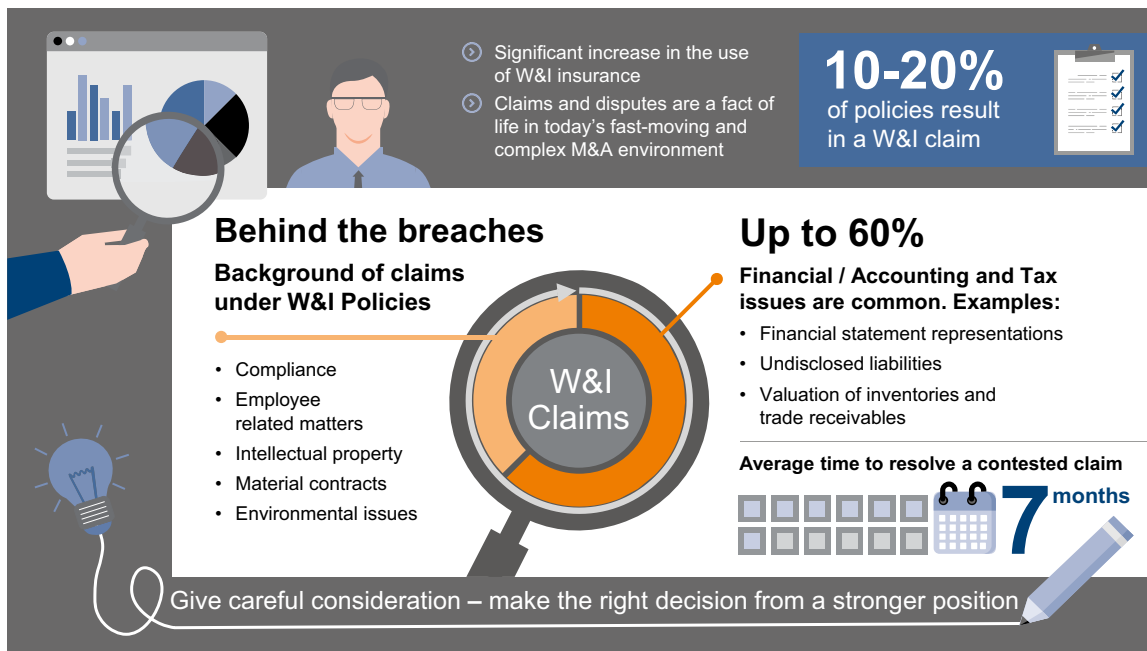 Significant increase in the use
of W&I insurance
Claims and disputes are a fact of
life in today's fast-moving and
complex M&A environment
10-20%
of policies result
in a W&I claim
Behind the breaches
Background of claims
under W&I Policies
• Compliance
• Employee
related matters
• Intellectual property
• Material contracts
• Environmental issues
W&I
Claims
Up to 60%
Financial / Accounting and Tax
issues are common. Examples:
• Financial statement representations
• Undisclosed liabilities
• Valuation of inventories and
trade receivables
Average time to resolve a contested claim
7 months
Give careful consideration – make the right decision from a stronger position